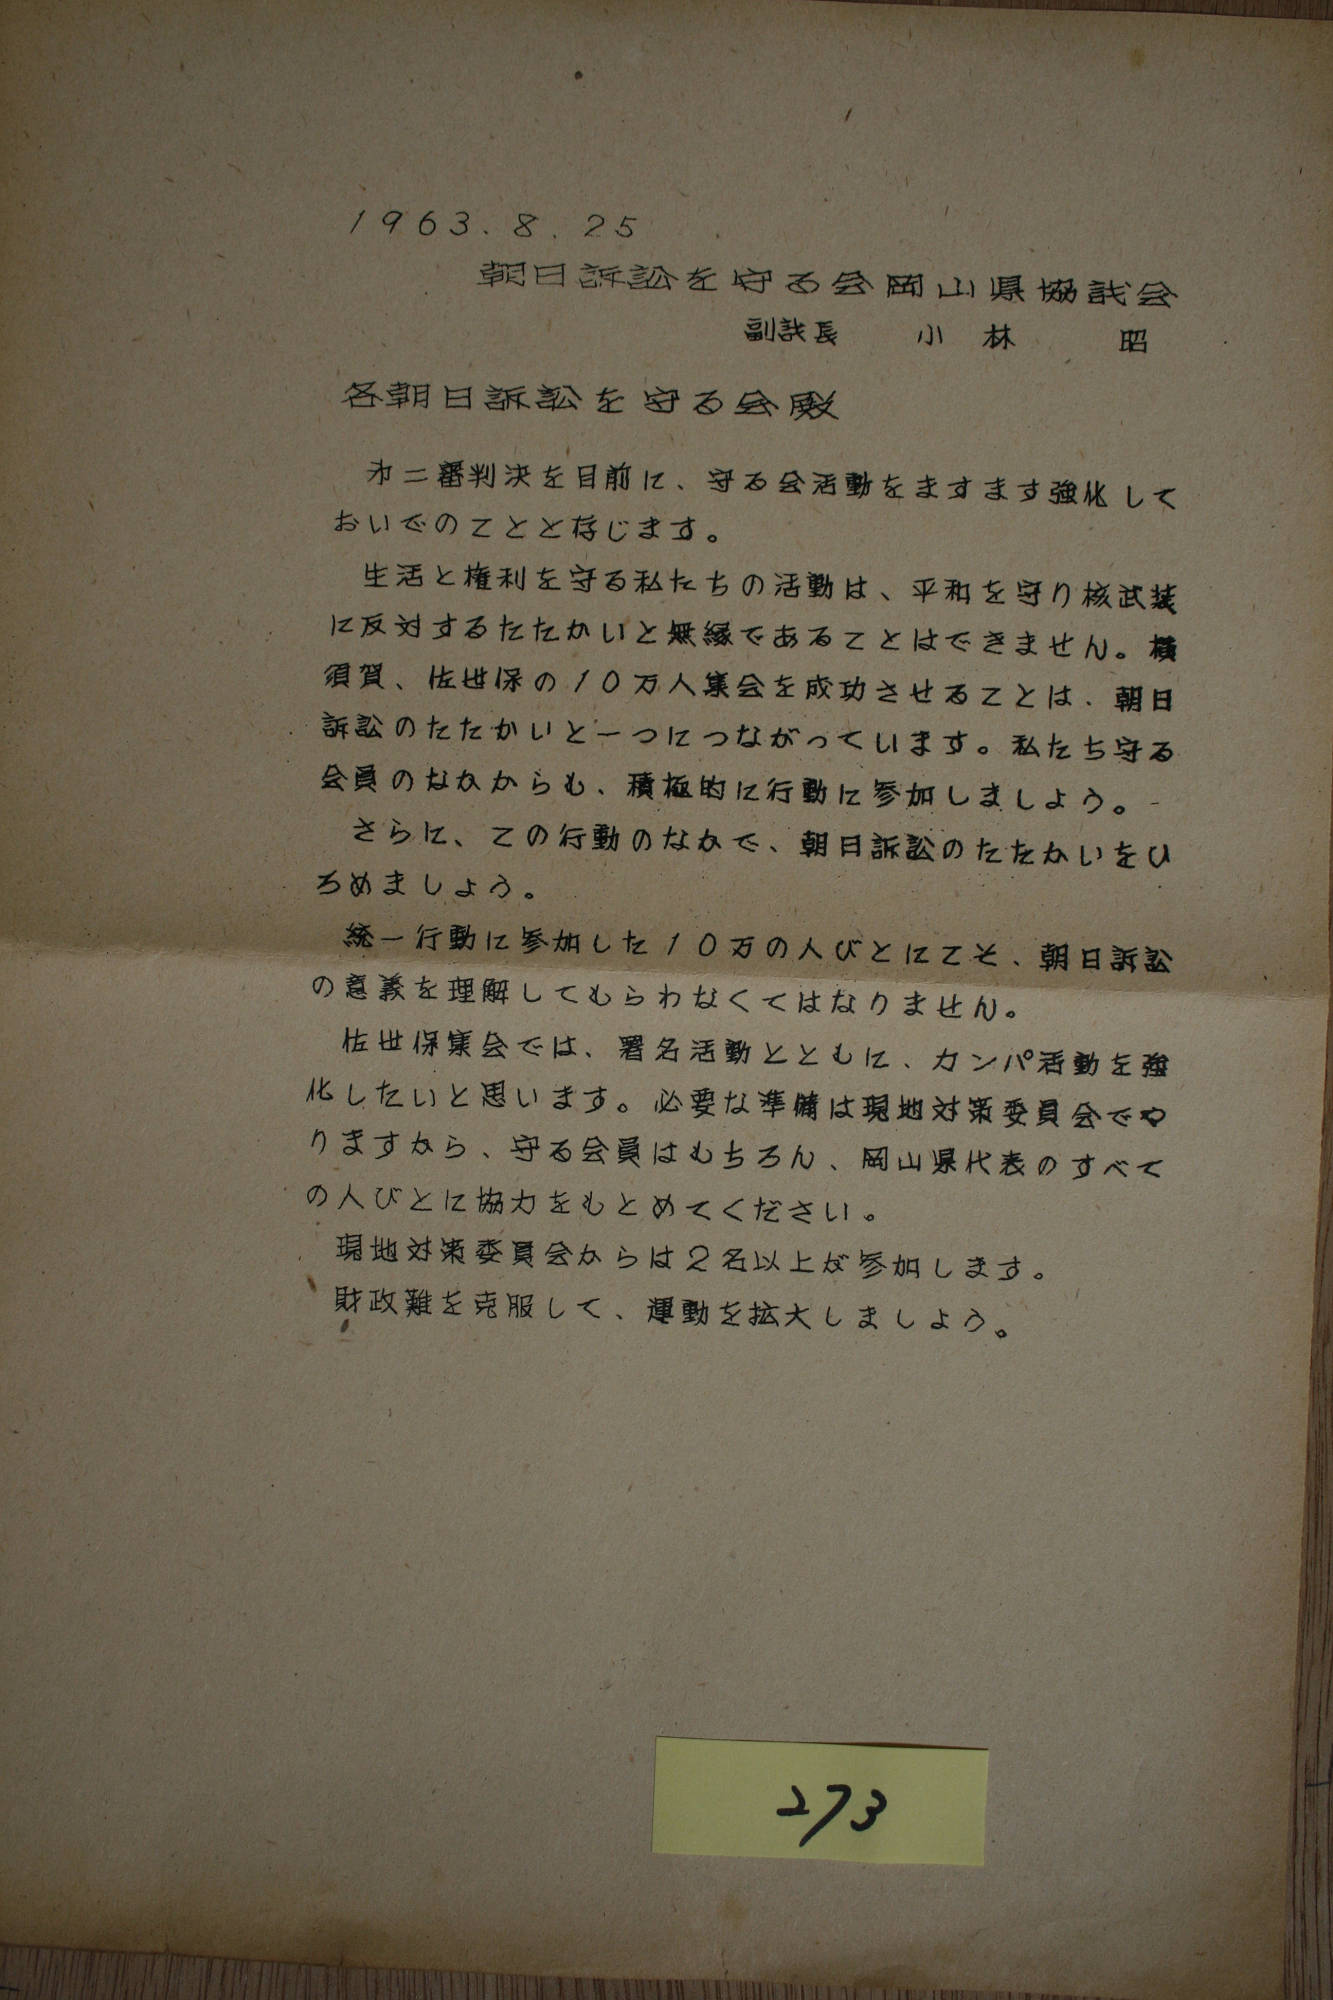 1963.8.25
朝日訴訟を守る会岡山県協議会
副議長 小林 昭
各朝日訴訟を守る会殿
才二審判決を目前に、守る会活動をますます強化して
おいでのことと存じます。
生活と権利を守る私たちの活動は、平和を守り核武装
に反対するたたかいと無縁であることはできません。横
須賀、佐世保の10万人集会を成功させることは、朝日
訴訟のたたかいと一つにつながっています。私たち守る
会員のなかからも、積極的に行動に参加しましよう。
さらに、この行動のなかで、朝日訴訟のたたかいをひ
ろめましょう。
統一行動に参加した10万の人びとにこそ、朝日訴訟
の意義を理解してもらわなくてはなりません。
佐世保集会では、署名活動とともに、カンパ活動を強
化したいと思います。必要な準備は現地対策委員会でや
りますから、守る会員はもちろん、岡山県代表のすべて
の人びとに協力をもとめてください。
現地対策委員会からは2名以上が参加します。
財政難を克服して、運動を拡大しましよう。
273